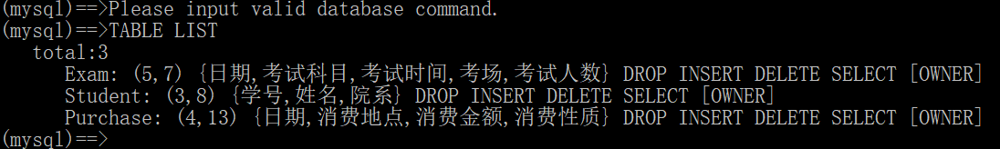 (mysql)==>Please input valid database command.
(mysql)==>TABLE LIST
total:3
Exam: (5,7) {日期,考试科目,考试时间,考场,考试人数} DROP INSERT DELETE SELECT [OWNER]
Student: (3,8) {学号,姓名,院系} DROP INSERT DELETE SELECT [OWNER]
Purchase: (4,13) {日期,消费地点,消费金额,消费性质} DROP INSERT DELETE SELECT [OWNER]
(mysql)==>